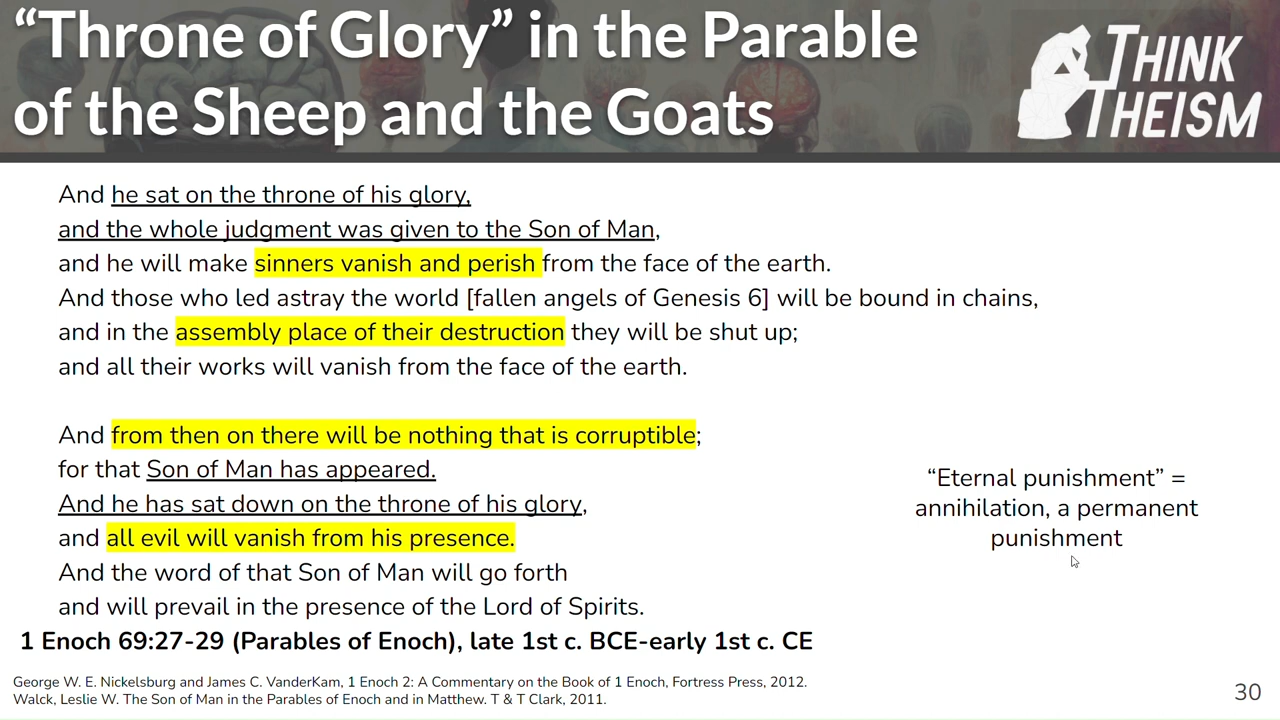 “Throne of Glory” in the Parable
of the Sheep and the Goats
THINK
THEISM
And he sat on the throne of his glory,
and the whole judgment was given to the Son of Man,
and he will make sinners vanish and perish from the face of the earth.
And those who led astray the world [fallen angels of Genesis 6] will be bound in chains,
and in the assembly place of their destruction they will be shut up;
and all their works will vanish from the face of the earth.
And from then on there will be nothing that is corruptible;
for that Son of Man has appeared.
And he has sat down on the throne of his glory,
and all evil will vanish from his presence.
And the word of that Son of Man will go forth
and will prevail in the presence of the Lord of Spirits.
“Eternal punishment” =
annihilation, a permanent
punishment
1 Enoch 69:27-29 (Parables of Enoch), late 1st c. BCE-early 1st c. CE
George W. E. Nickelsburg and James C. VanderKam, 1 Enoch 2: A Commentary on the Book of 1 Enoch, Fortress Press, 2012.
Walck, Leslie W. The Son of Man in the Parables of Enoch and in Matthew. T & T Clark, 2011.
30